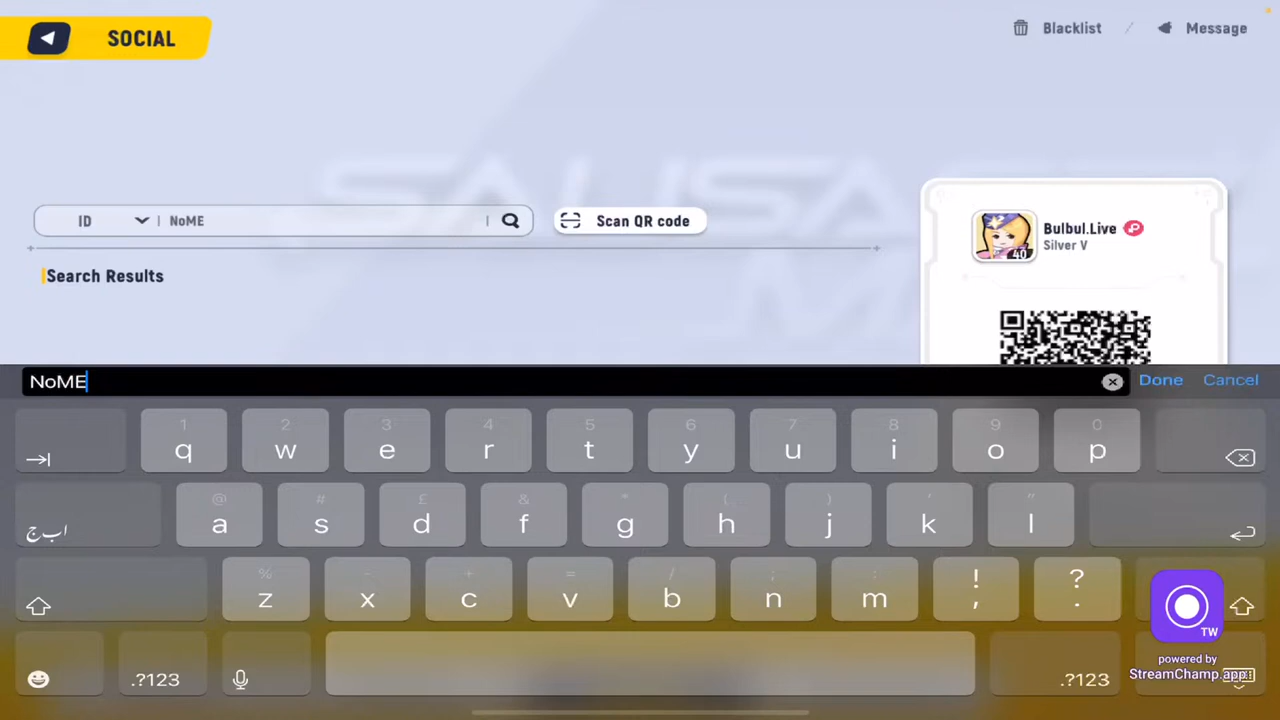 SOCIAL
Blacklist / Message
ID | NoME
Scan QR code
Search Results
Bulbul.Live P
Silver V
40
NoME
Done Cancel
1 2 3 4 5 6 7 8 9 0
q w e r t y u i o p
@ # £ & * ( ) ' "
ا ب ج a s d f g h j k l
% - + = / ; : ! ?
z x c v b n m , .
TW
.?123 .?123
powered by
StreamChamp.app